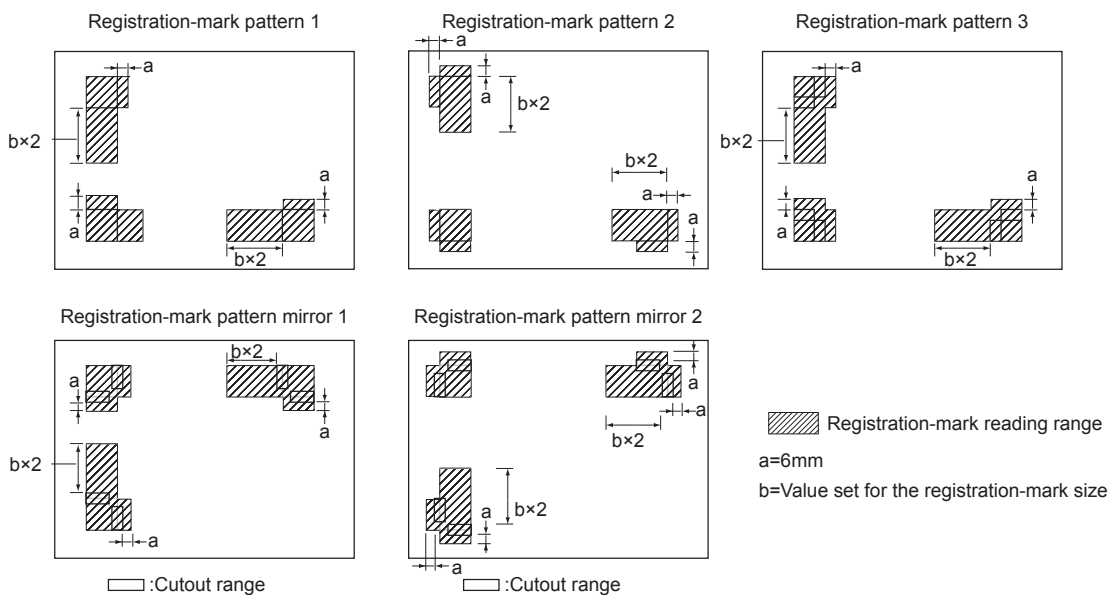 Registration-mark pattern 1
a
b×2
a
a
a
b×2
Registration-mark pattern 2
a
a
b×2
b×2
a
a
Registration-mark pattern 3
a
b×2
a
a
a
b×2
Registration-mark pattern mirror 1
b×2
a
a
b×2
a
:Cutout range
Registration-mark pattern mirror 2
a
a
b×2
b×2
a
a
:Cutout range
Registration-mark reading range
a=6mm
b=Value set for the registration-mark size